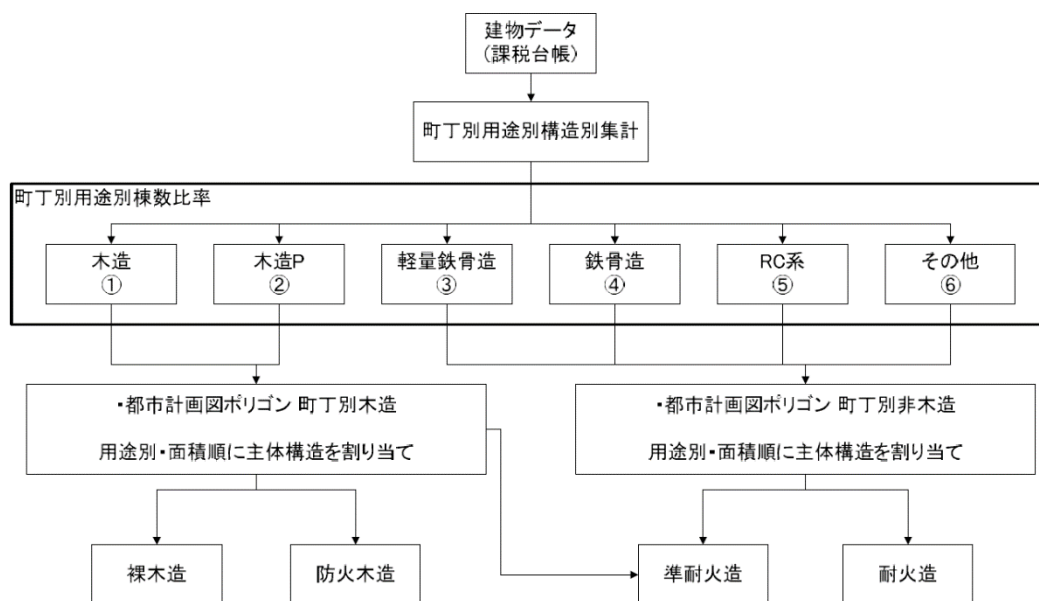 建物データ
(課税台帳)
町丁別用途別構造別集計
町丁別用途別棟数比率
木造
①
木造P
②
軽量鉄骨造
③
鉄骨造
④
RC系
⑤
その他
⑥
・都市計画図ポリゴン 町丁別木造
用途別・面積順に主体構造を割り当て
・都市計画図ポリゴン 町丁別非木造
用途別・面積順に主体構造を割り当て
裸木造
防火木造
準耐火造
耐火造